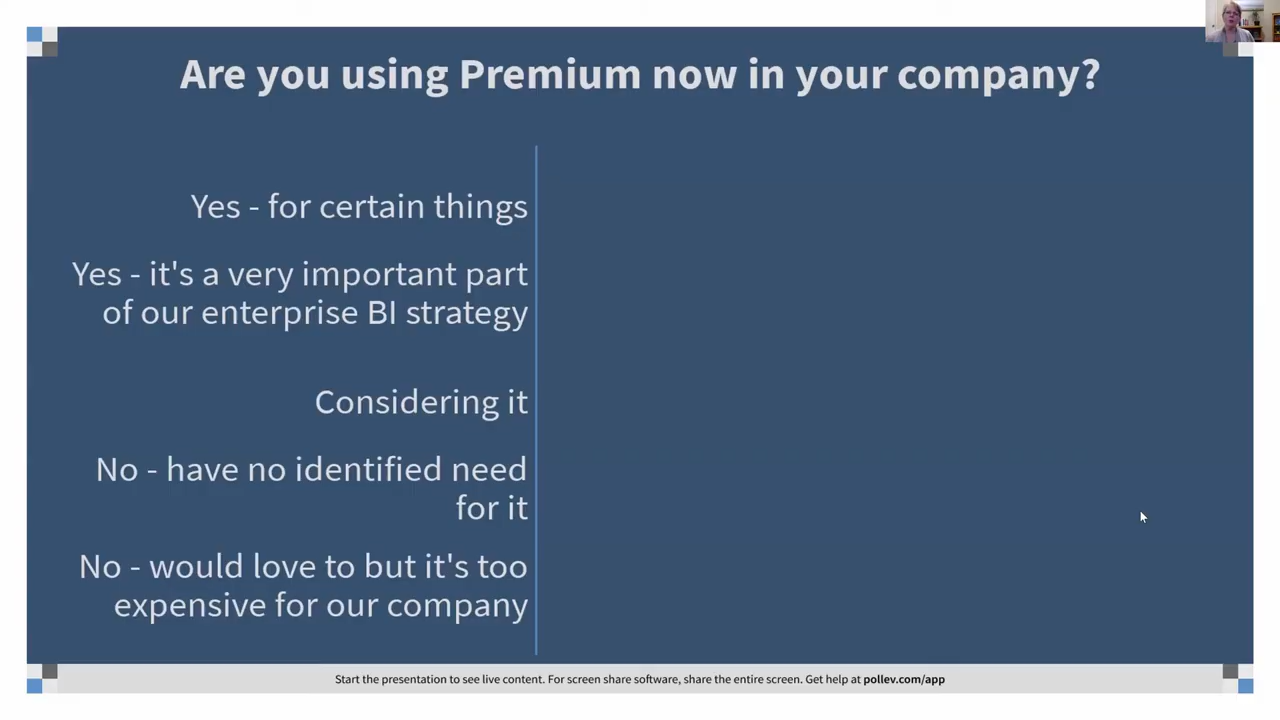 Are you using Premium now in your company?
Yes - for certain things
Yes - it's a very important part
of our enterprise BI strategy
Considering it
No - have no identified need
for it
No - would love to but it's too
expensive for our company
Start the presentation to see live content. For screen share software, share the entire screen. Get help at pollev.com/app